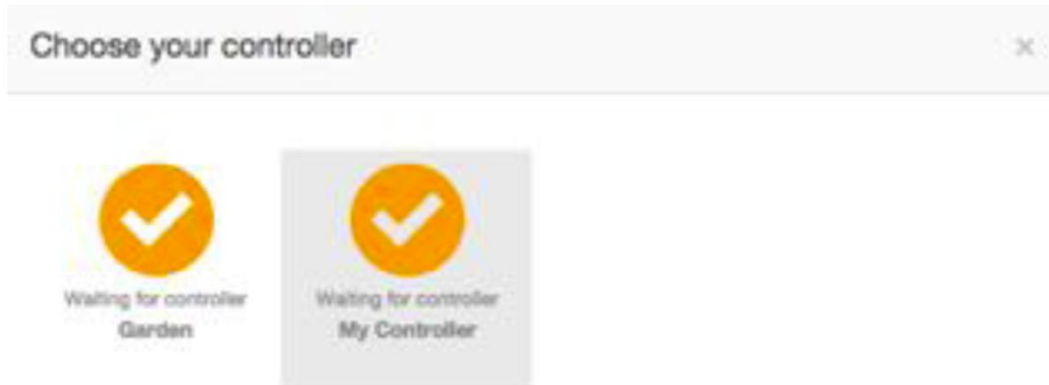 Choose your controller
Waiting for controller
Garden
Waiting for controller
My Controller